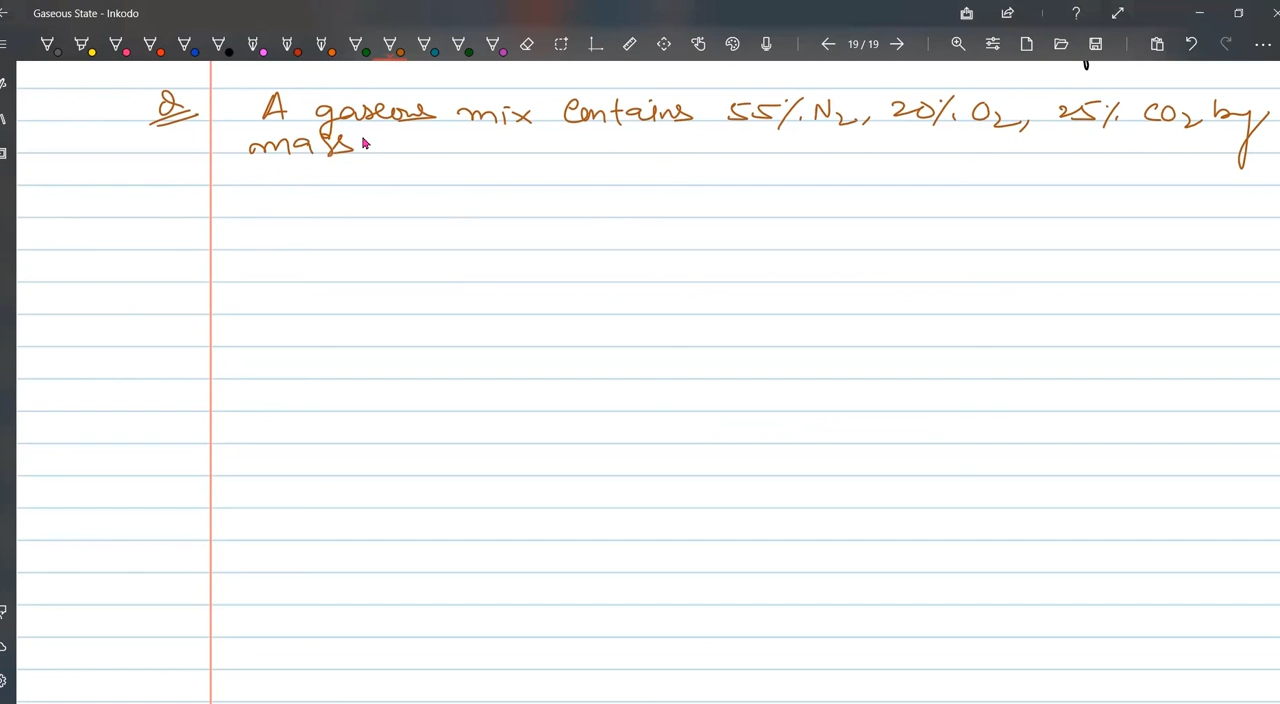 Gaseous State - Inkodo
19/19
Q A gaseous mix contains 55% N2, 20% O2, 25% CO2 by
mass